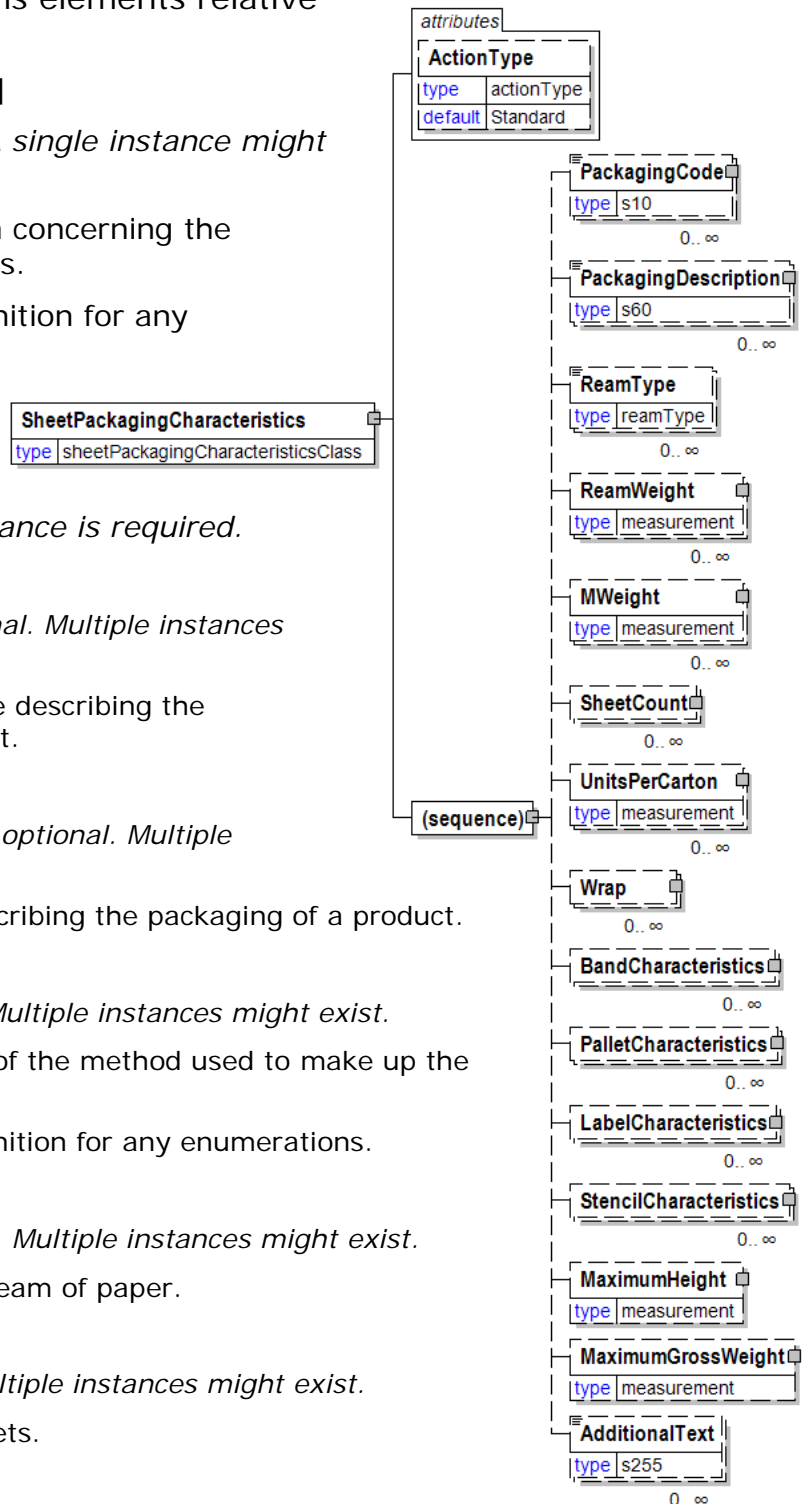 ns elements relative
single instance might
concerning the
s.
nition for any
ance is required.
nal. Multiple instances
e describing the
t.
optional. Multiple
cribing the packaging of a product.
Multiple instances might exist.
of the method used to make up the
nition for any enumerations.
Multiple instances might exist.
eam of paper.
ltiple instances might exist.
ets.
SheetPackagingCharacteristics
type sheetPackagingCharacteristicsClass
attributes
ActionType
type actionType
default Standard
(sequence)
PackagingCode
type s10
0.. ∞
PackagingDescription
type s60
0.. ∞
ReamType
type reamType
0.. ∞
ReamWeight
type measurement
0.. ∞
MWeight
type measurement
0.. ∞
SheetCount
0.. ∞
UnitsPerCarton
type measurement
0.. ∞
Wrap
0.. ∞
BandCharacteristics
0.. ∞
PalletCharacteristics
0.. ∞
LabelCharacteristics
0.. ∞
StencilCharacteristics
0.. ∞
MaximumHeight
type measurement
MaximumGrossWeight
type measurement
AdditionalText
type s255
0.. ∞